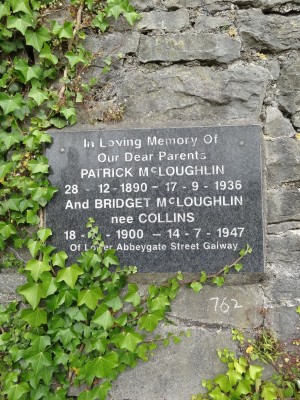 In Loving Memory Of
Our Dear Parents
PATRICK McLOUGHLIN
28 - 12 - 1890 - 17 - 9 - 1936
And BRIDGET McLOUGHLIN
nee COLLINS
18 - 10 - 1900 - 14 - 7 - 1947
Of Lower Abbeygate Street Galway
762